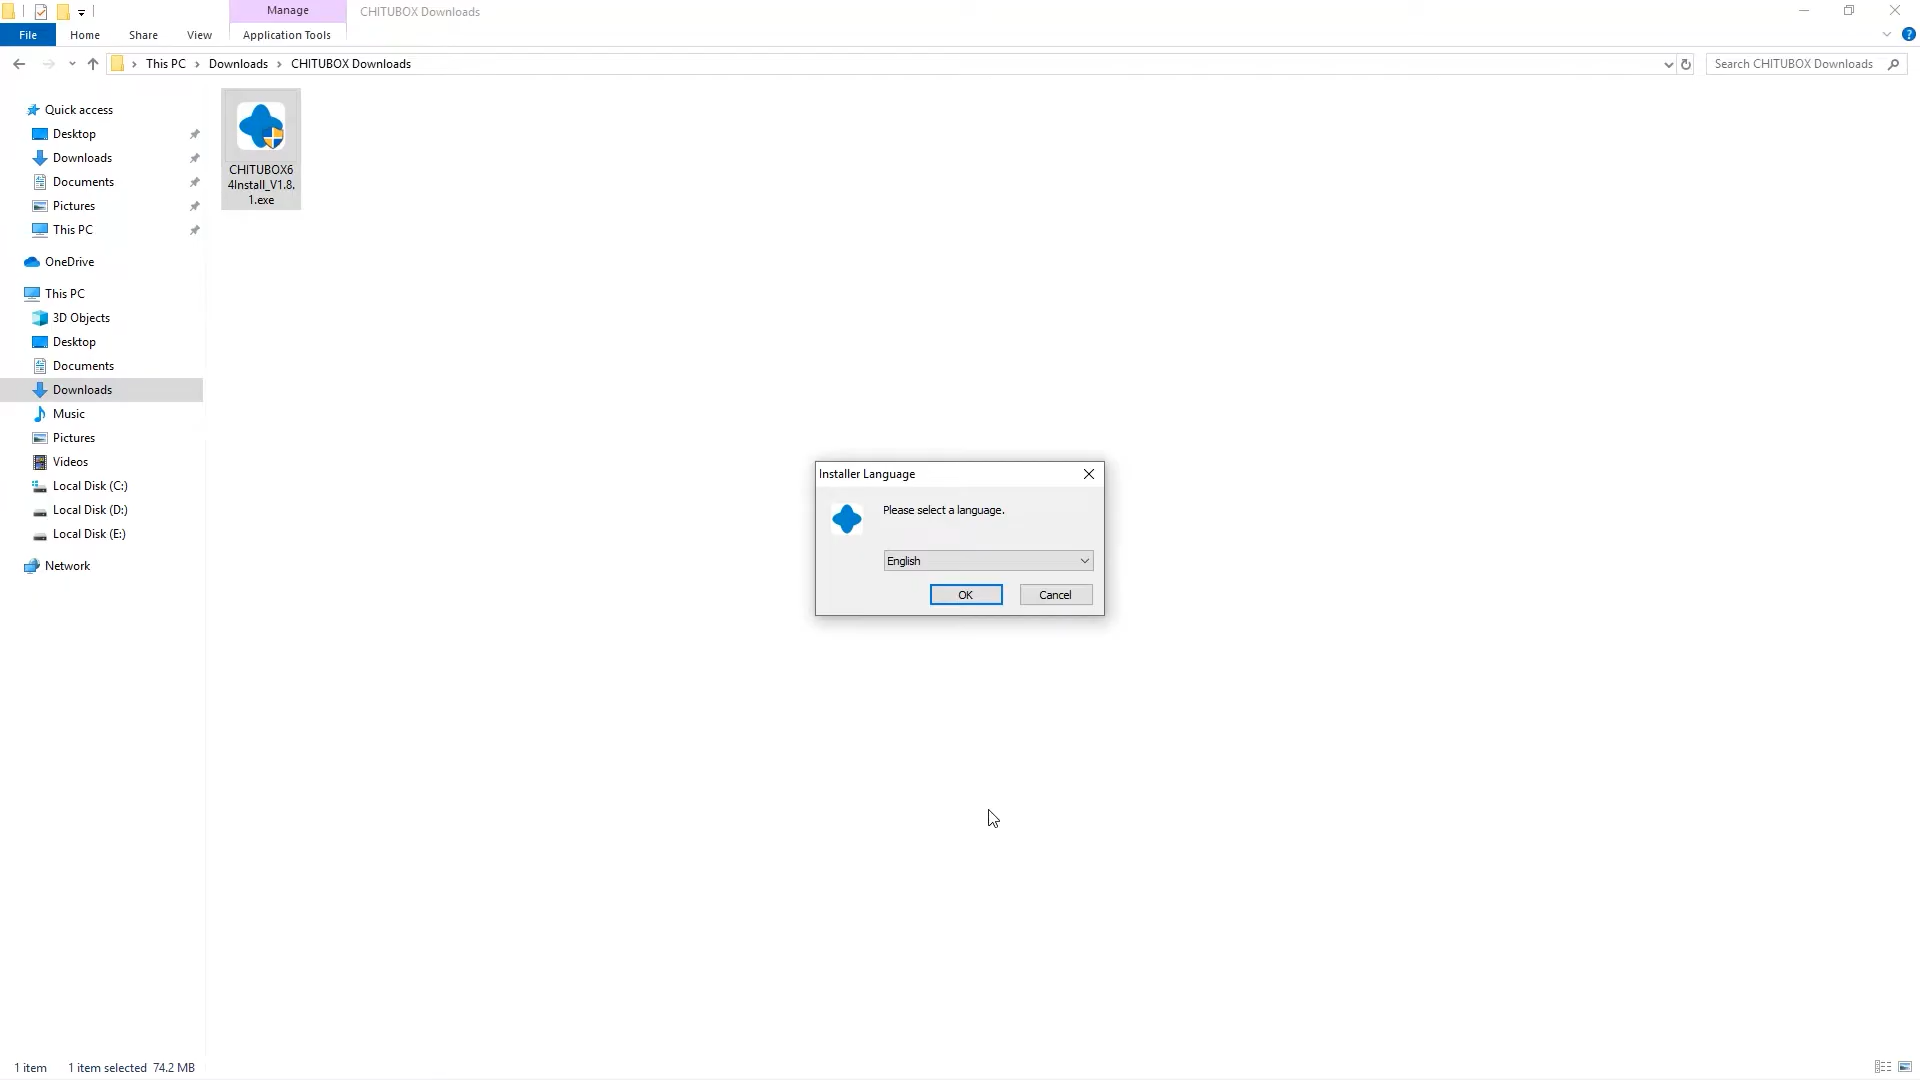 Manage
CHITUBOX Downloads
File
Home
Share
View
Application Tools
?
This PC
Downloads
CHITUBOX Downloads
Search CHITUBOX Downloads
Quick access
Desktop
Downloads
Documents
Pictures
This PC
OneDrive
This PC
3D Objects
Desktop
Documents
Downloads
Music
Pictures
Videos
Local Disk (C:)
Local Disk (D:)
Local Disk (E:)
Network
CHITUBOX6
4Install_V1.8.
1.exe
Installer Language
Please select a language.
English
OK
Cancel
1 item
1 item selected 74.2 MB